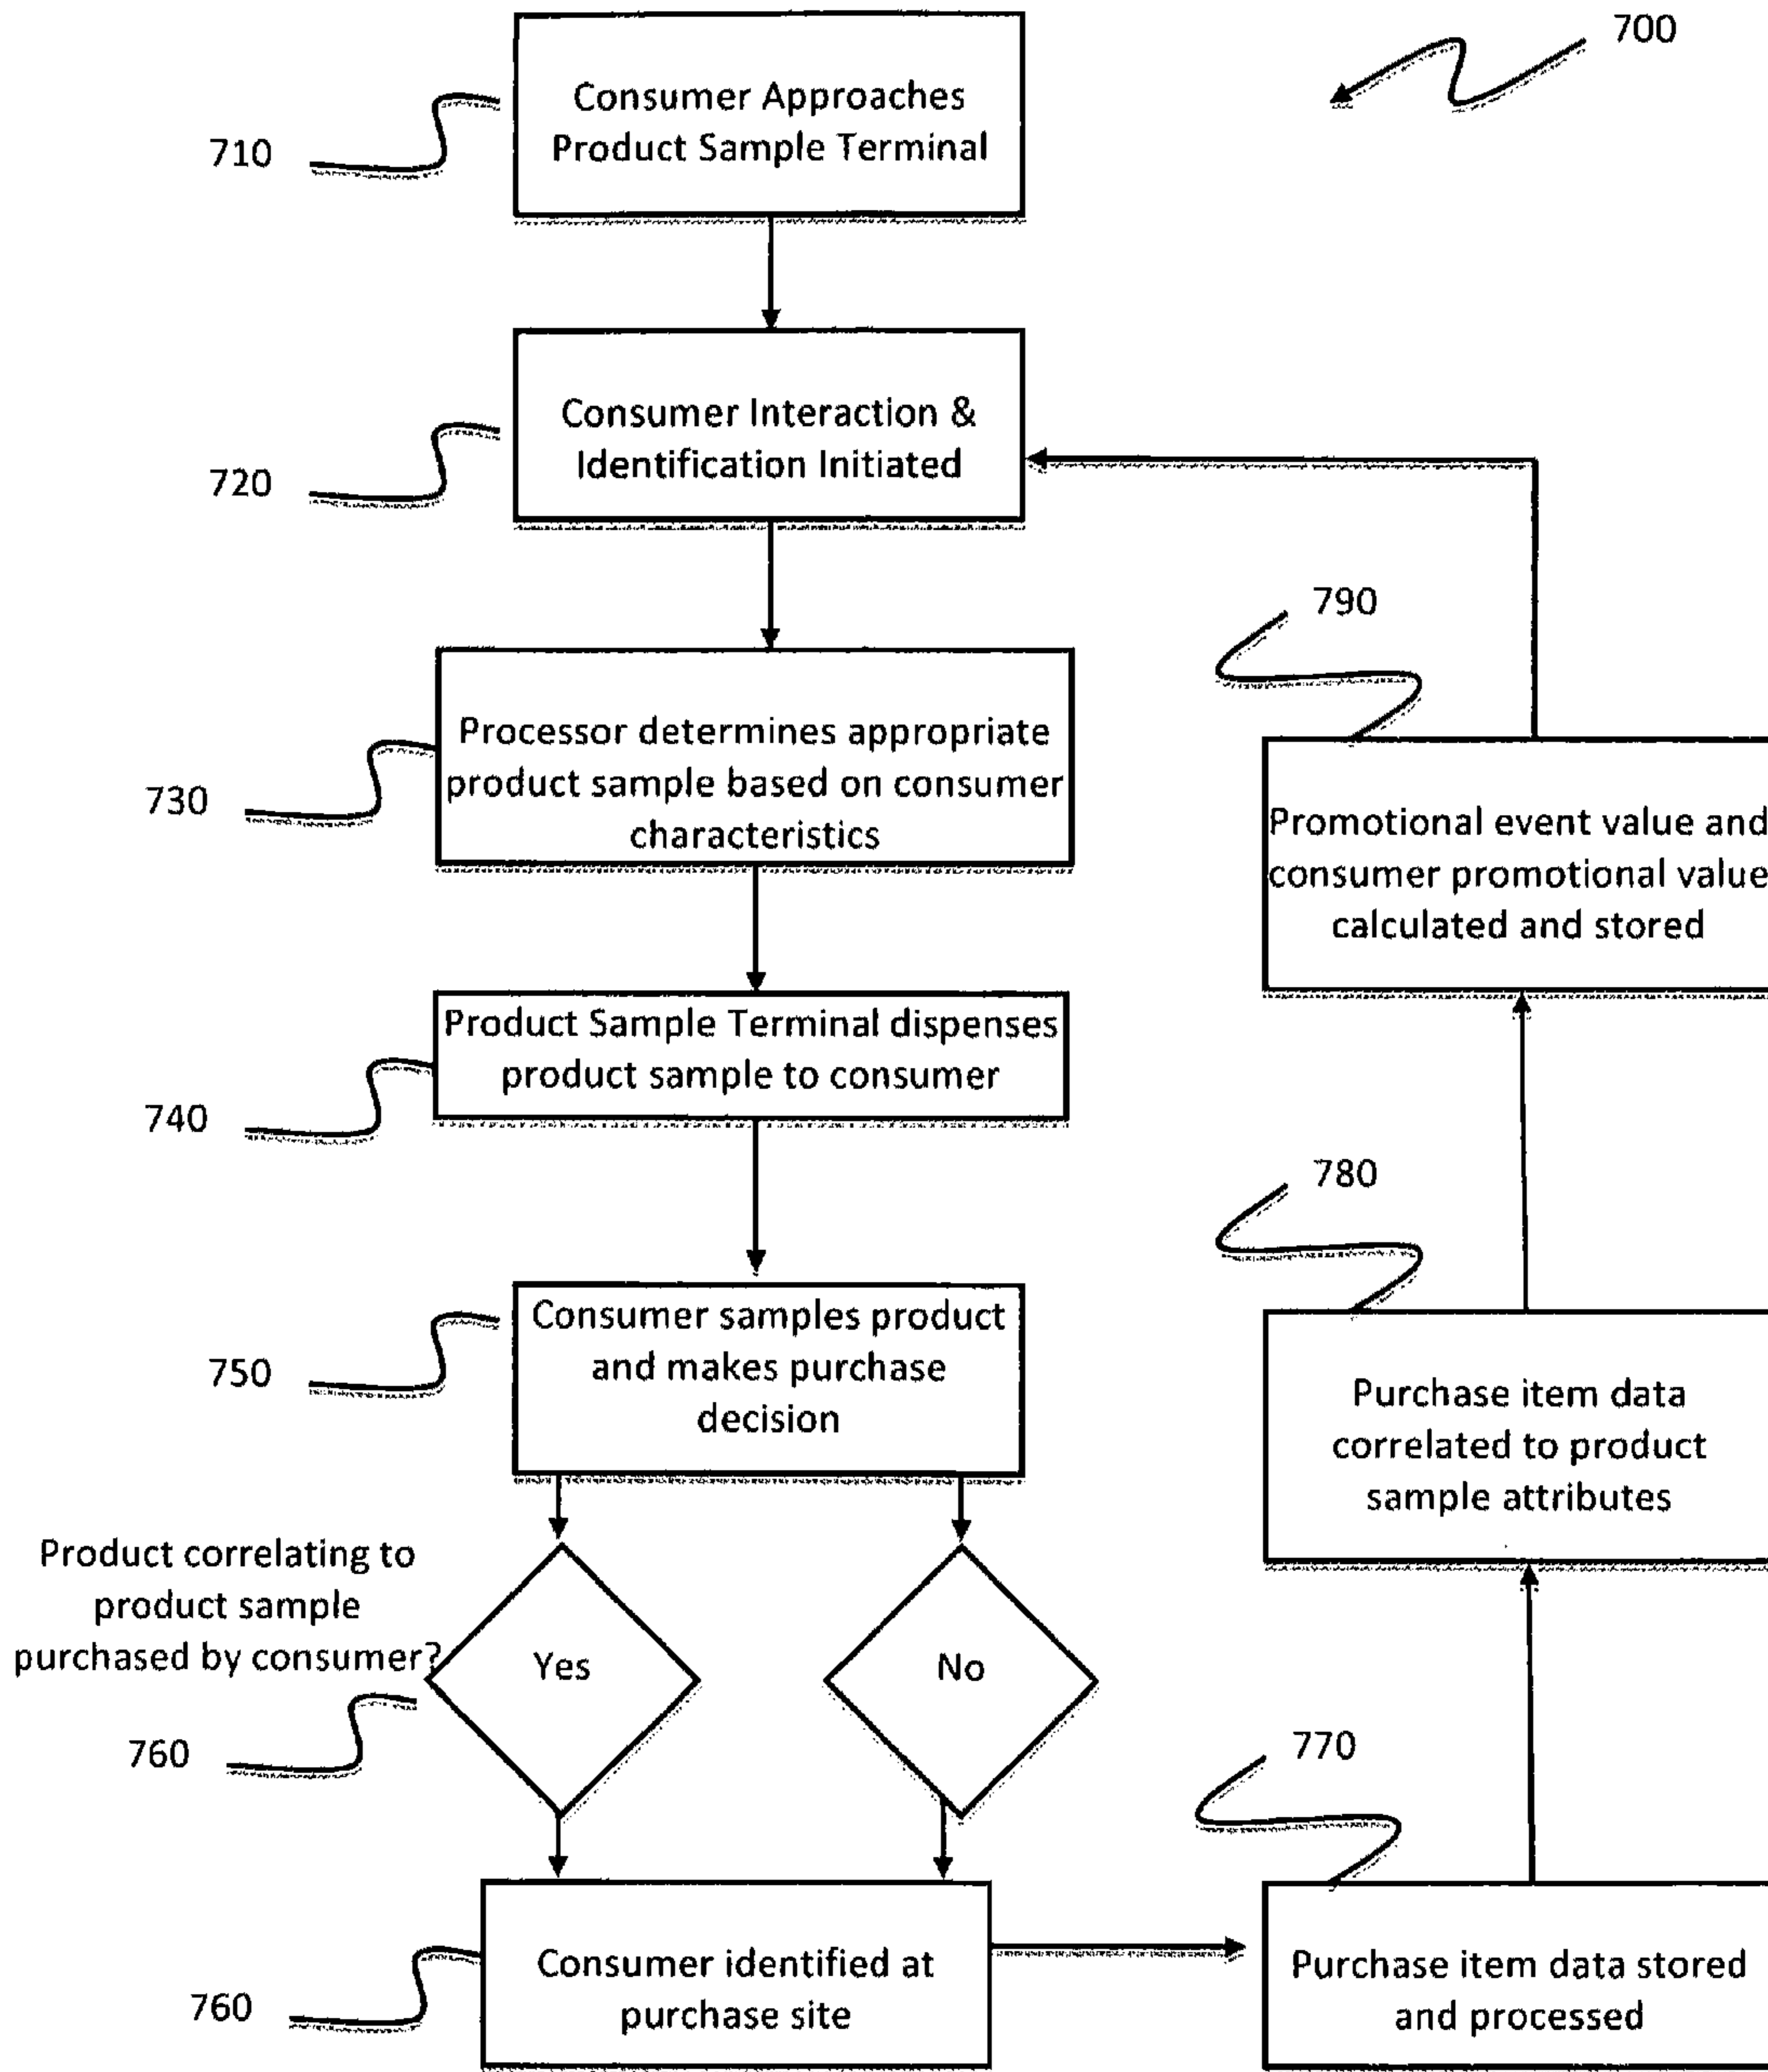 700
710
Consumer Approaches
Product Sample Terminal
720
Consumer Interaction &
Identification Initiated
730
Processor determines appropriate
product sample based on consumer
characteristics
740
Product Sample Terminal dispenses
product sample to consumer
750
Consumer samples product
and makes purchase
decision
Product correlating to
product sample
purchased by consumer?
760
Yes
No
760
Consumer identified at
purchase site
770
Purchase item data stored
and processed
780
Purchase item data
correlated to product
sample attributes
790
Promotional event value and
consumer promotional value
calculated and stored